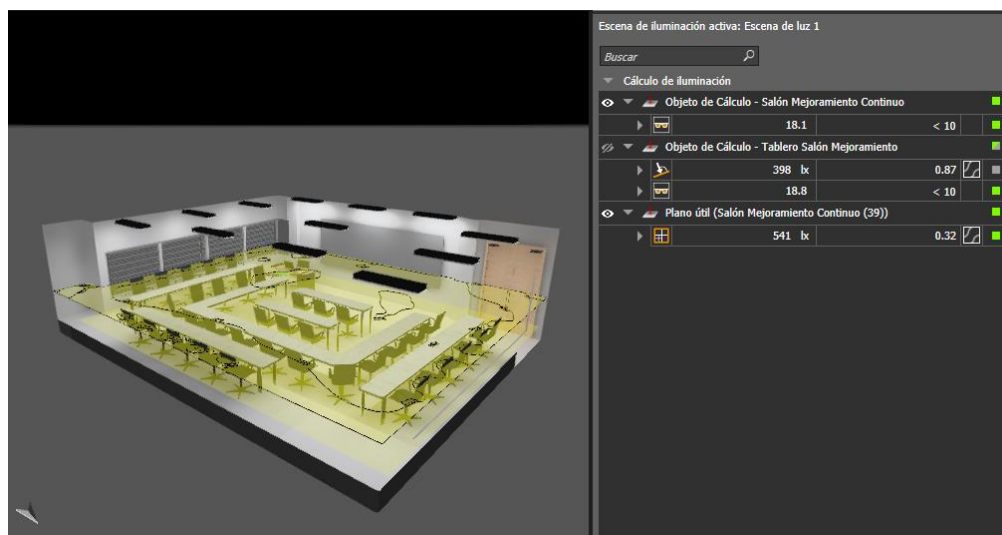 Escena de iluminación activa: Escena de luz 1
Buscar
Cálculo de iluminación
Objeto de Cálculo - Salón Mejoramiento Continuo
18.1 < 10
Objeto de Cálculo - Tablero Salón Mejoramiento
398 lx 0.87
18.8 < 10
Plano útil (Salón Mejoramiento Continuo (39))
541 lx 0.32